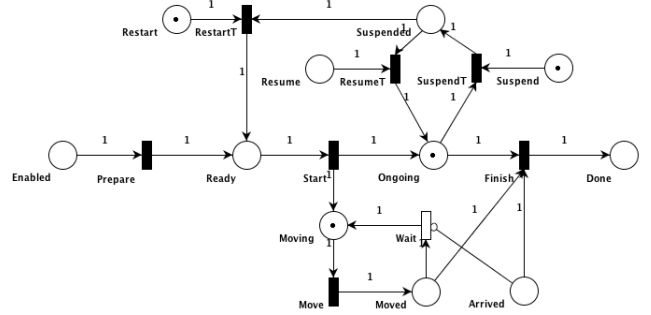 1 1
Restart RestartT Suspended
1 1
1 1
Resume ResumeT SuspendT Suspend
1 1 1
1 1 1 1 1 1
Enabled Prepare Ready Start Ongoing Finish Done
1 1 1
1
Moving Wait
1 1
1
Move Moved Arrived